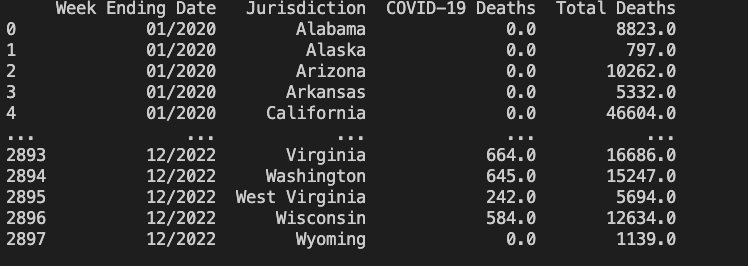 Week Ending Date Jurisdiction COVID-19 Deaths Total Deaths
0 01/2020 Alabama 0.0 8823.0
1 01/2020 Alaska 0.0 797.0
2 01/2020 Arizona 0.0 10262.0
3 01/2020 Arkansas 0.0 5332.0
4 01/2020 California 0.0 46604.0
... ... ... ... ...
2893 12/2022 Virginia 664.0 16686.0
2894 12/2022 Washington 645.0 15247.0
2895 12/2022 West Virginia 242.0 5694.0
2896 12/2022 Wisconsin 584.0 12634.0
2897 12/2022 Wyoming 0.0 1139.0